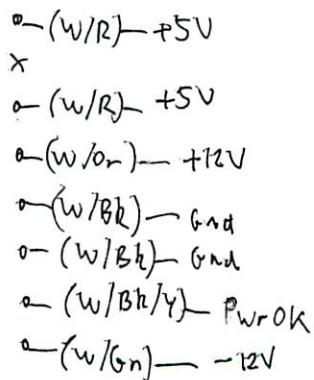 (W/R) +5V
X
(W/R) +5V
(W/Or) +12V
(W/Bk) Gnd
(W/Bk) Gnd
(W/Bk/Y) PwrOK
(W/Gn) -12V